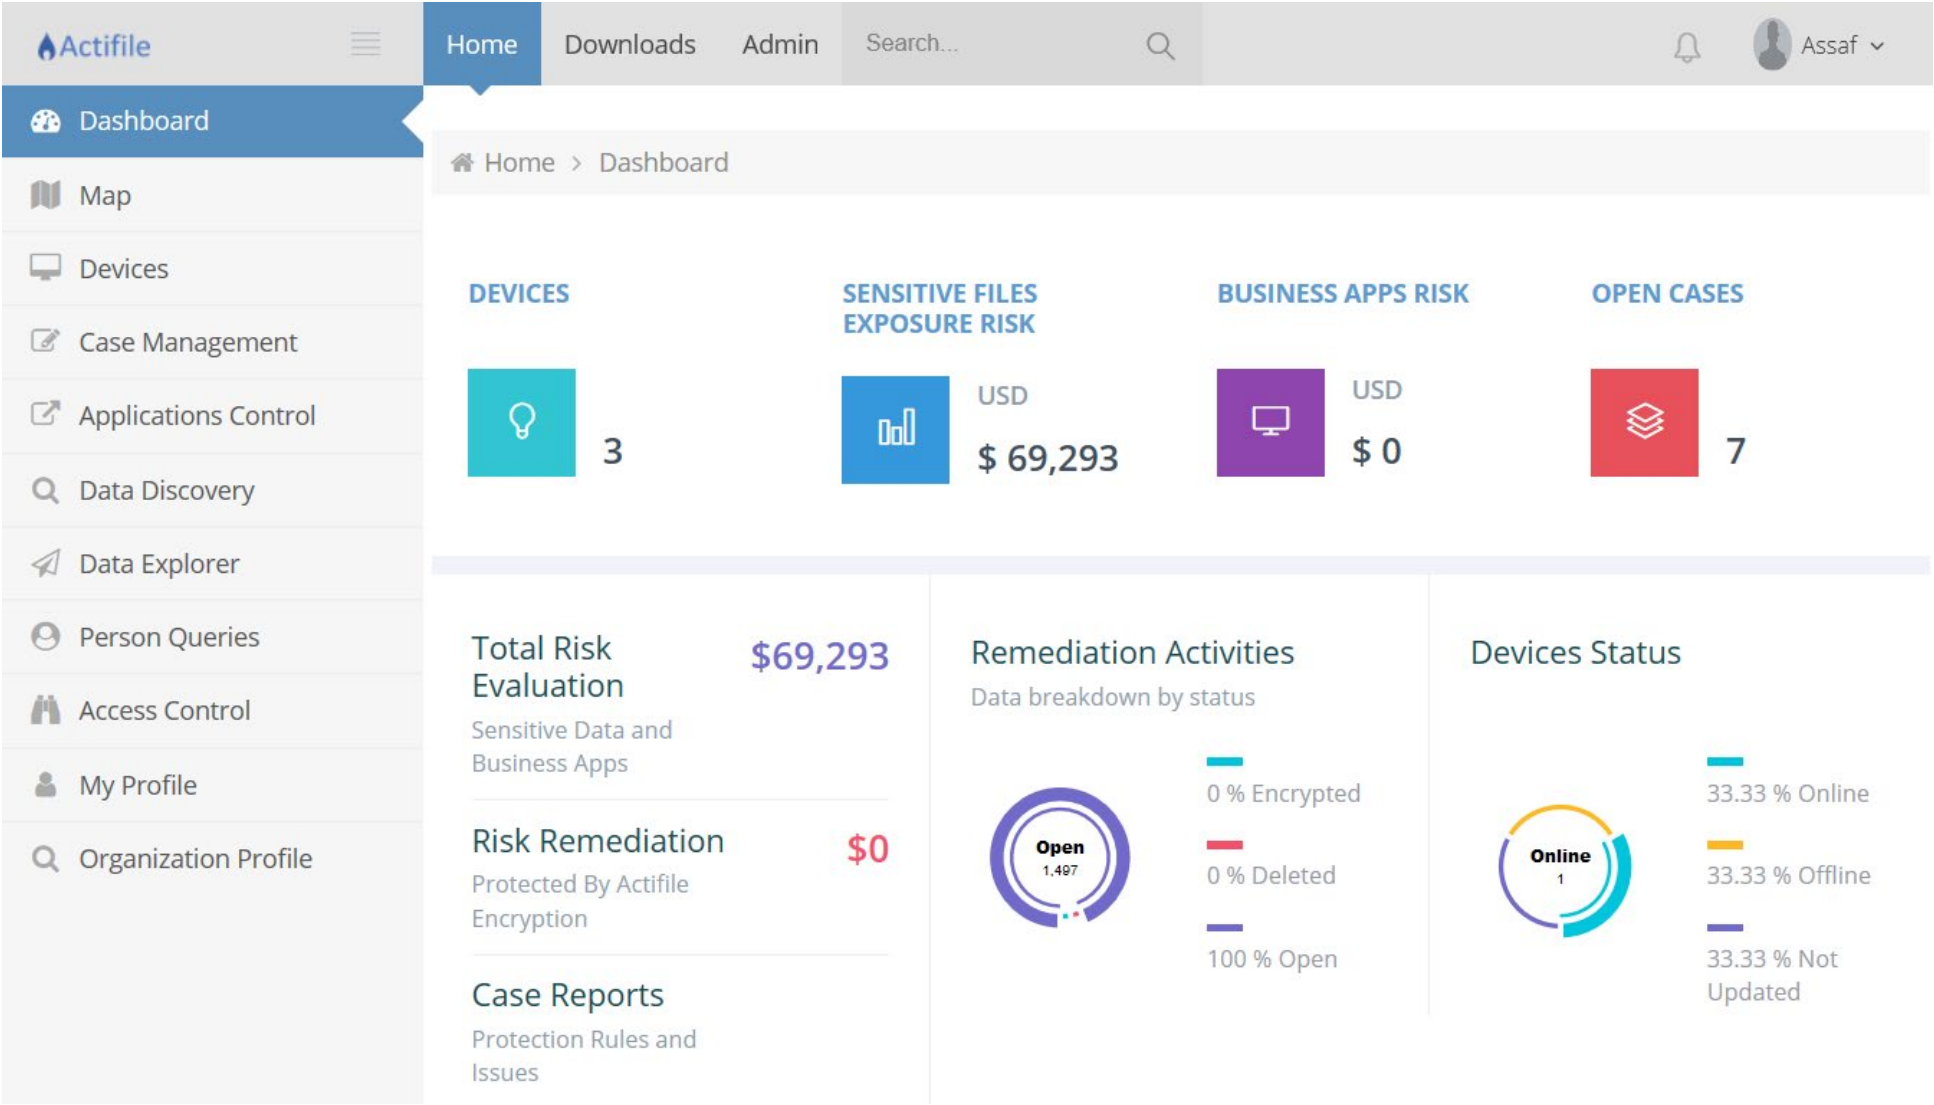 Actifile
Home
Downloads
Admin
Search...
Assaf
Dashboard
Map
Devices
Case Management
Applications Control
Data Discovery
Data Explorer
Person Queries
Access Control
My Profile
Organization Profile
Home > Dashboard
DEVICES
3
SENSITIVE FILES
EXPOSURE RISK
USD
$ 69,293
BUSINESS APPS RISK
USD
$ 0
OPEN CASES
7
Total Risk
Evaluation
$69,293
Sensitive Data and
Business Apps
Risk Remediation
$0
Protected By Actifile
Encryption
Case Reports
Protection Rules and
Issues
Remediation Activities
Data breakdown by status
Open
1,497
0 % Encrypted
0 % Deleted
100 % Open
Devices Status
Online
1
33.33 % Online
33.33 % Offline
33.33 % Not
Updated